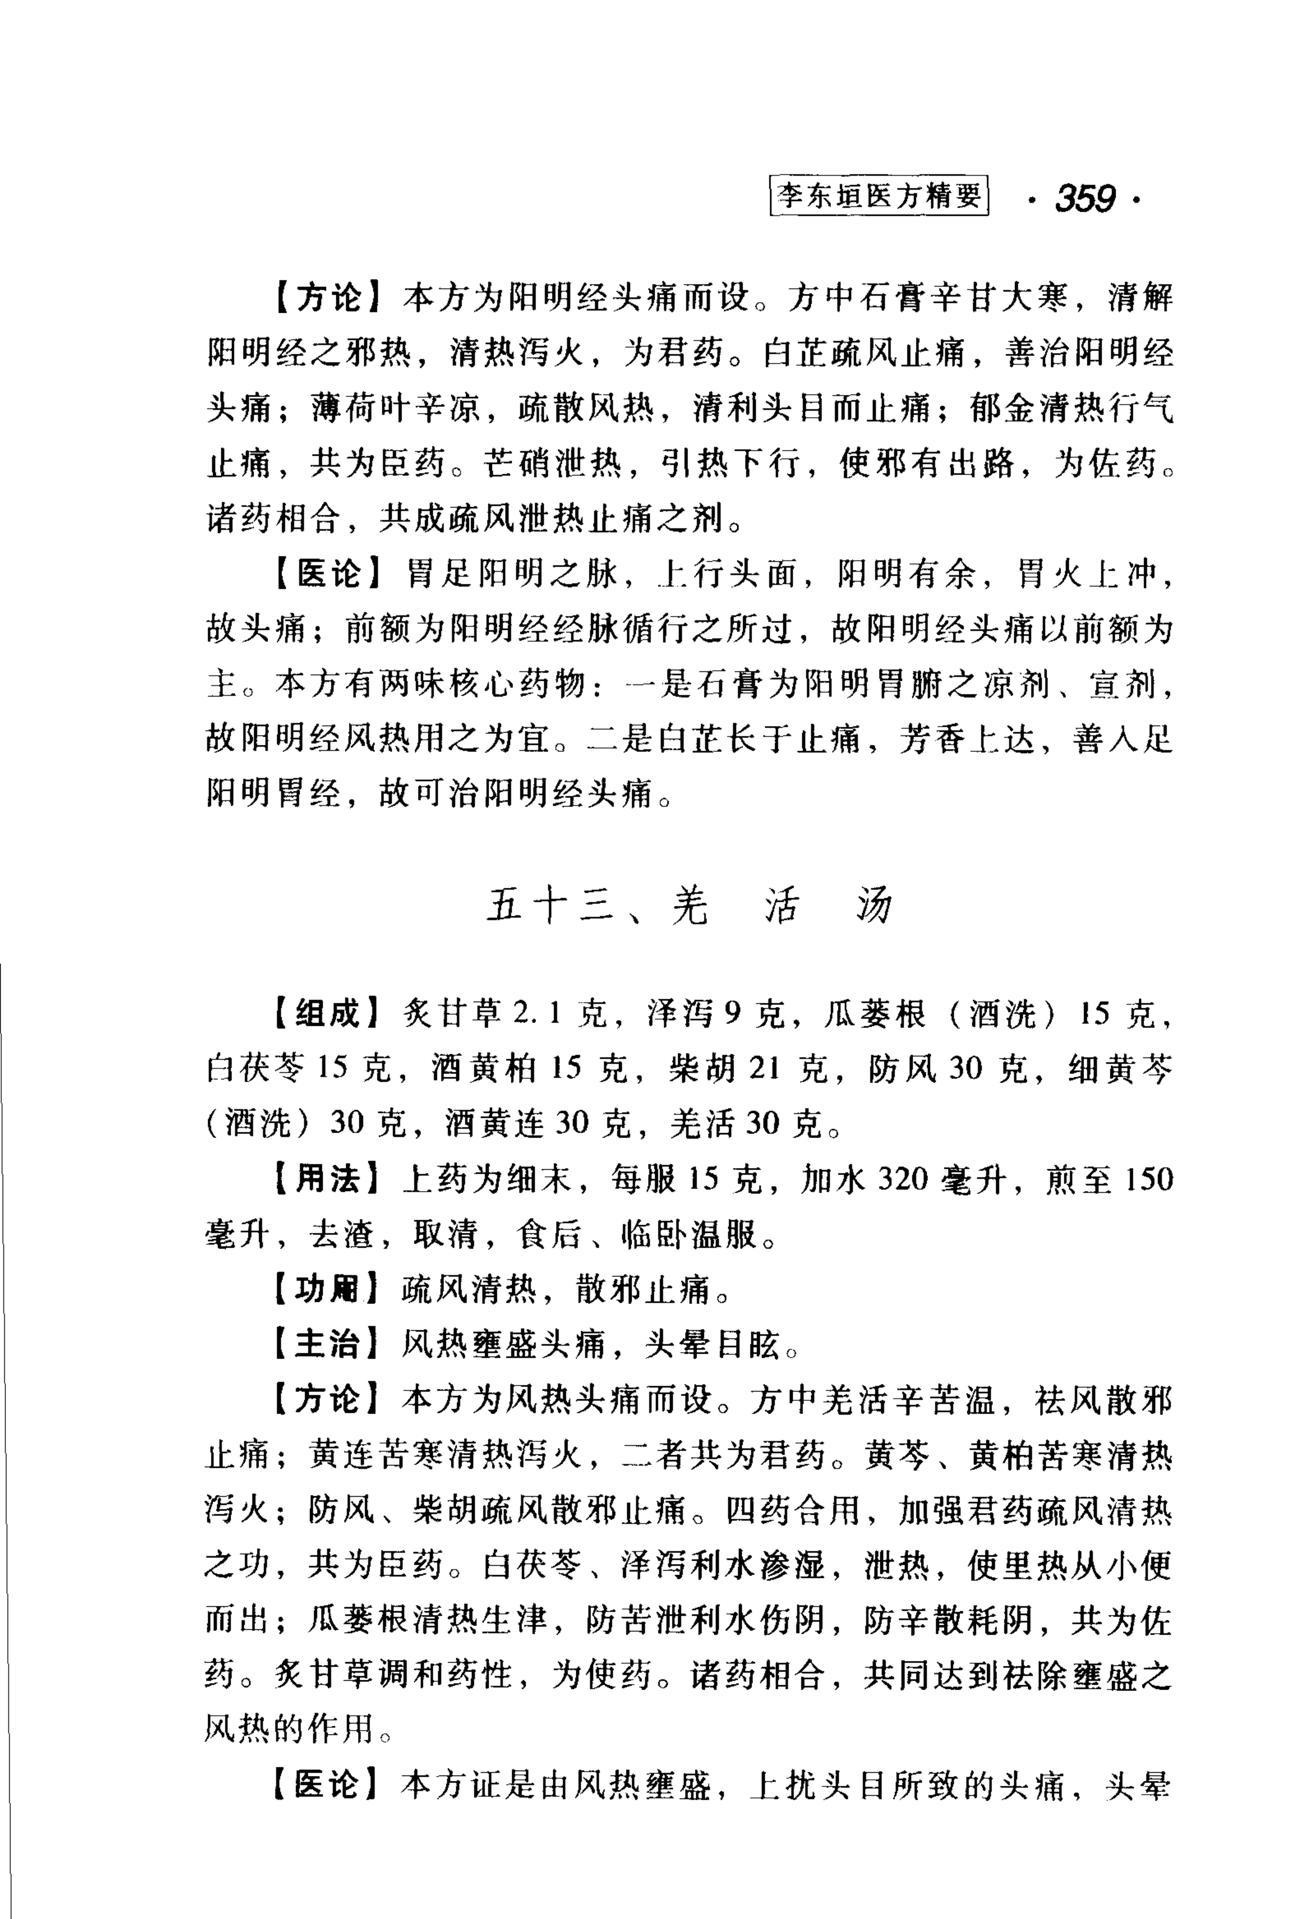 李东垣医方精要 · 359 ·
【方论】本方为阳明经头痛而设。方中石膏辛甘大寒，清解
阳明经之邪热，清热泻火，为君药。白芷疏风止痛，善治阳明经
头痛；薄荷叶辛凉，疏散风热，清利头目而止痛；郁金清热行气
止痛，共为臣药。芒硝泄热，引热下行，使邪有出路，为佐药。
诸药相合，共成疏风泄热止痛之剂。
【医论】胃足阳明之脉，上行头面，阳明有余，胃火上冲，
故头痛；前额为阳明经经脉循行之所过，故阳明经头痛以前额为
主。本方有两味核心药物：一是石膏为阳明胃腑之凉剂、宣剂，
故阳明经风热用之为宜。二是白芷长于止痛，芳香上达，善入足
阳明胃经，故可治阳明经头痛。
五十三、羌 活 汤
【组成】炙甘草2.1克，泽泻9克，瓜蒌根（酒洗）15克，
白茯苓15克，酒黄柏15克，柴胡21克，防风30克，细黄芩
（酒洗）30克，酒黄连30克，羌活30克。
【用法】上药为细末，每服15克，加水320毫升，煎至150
毫升，去渣，取清，食后、临卧温服。
【功用】疏风清热，散邪止痛。
【主治】风热壅盛头痛，头晕目眩。
【方论】本方为风热头痛而设。方中羌活辛苦温，祛风散邪
止痛；黄连苦寒清热泻火，二者共为君药。黄芩、黄柏苦寒清热
泻火；防风、柴胡疏风散邪止痛。四药合用，加强君药疏风清热
之功，共为臣药。白茯苓、泽泻利水渗湿，泄热，使里热从小便
而出；瓜蒌根清热生津，防苦泄利水伤阴，防辛散耗阴，共为佐
药。炙甘草调和药性，为使药。诸药相合，共同达到祛除壅盛之
风热的作用。
【医论】本方证是由风热壅盛，上扰头目所致的头痛，头晕